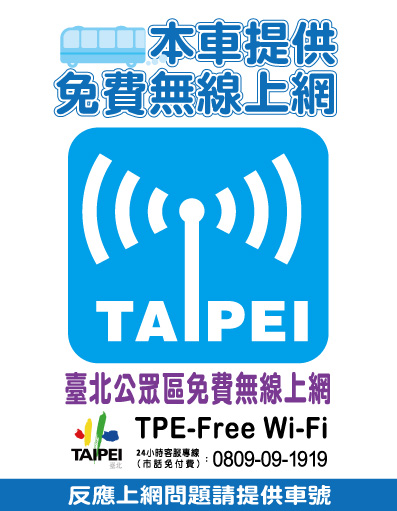 本車提供
免費無線上網
TAIPEI
臺北公眾區免費無線上網
TPE-Free Wi-Fi
TAIPEI
臺北
24小時客服專線
(市話免付費)
: 0809-09-1919
反應上網問題請提供車號